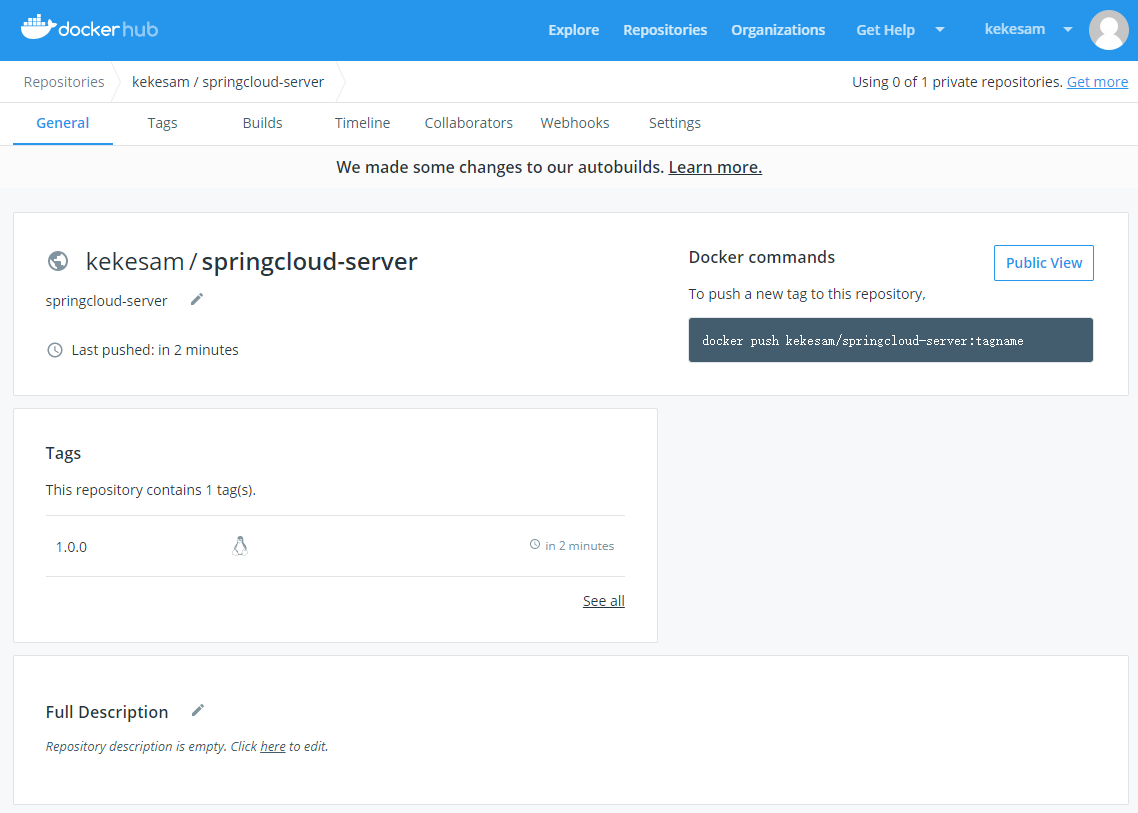 docker hub
Explore Repositories Organizations Get Help kekesam
Repositories kekesam / springcloud-server Using 0 of 1 private repositories. Get more
General Tags Builds Timeline Collaborators Webhooks Settings
We made some changes to our autobuilds. Learn more.
kekesam / springcloud-server
springcloud-server
Last pushed: in 2 minutes
Docker commands
Public View
To push a new tag to this repository,
docker push kekesam/springcloud-server:tagname
Tags
This repository contains 1 tag(s).
1.0.0 in 2 minutes
See all
Full Description
Repository description is empty. Click here to edit.